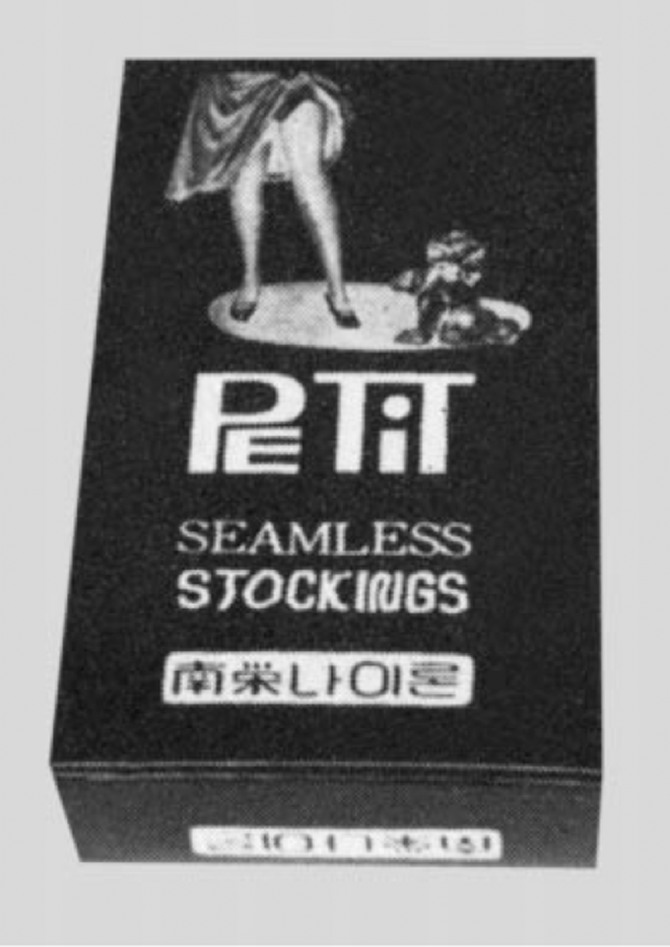 PETiT
SEAMLESS
STOCKINGS
南栄나이론